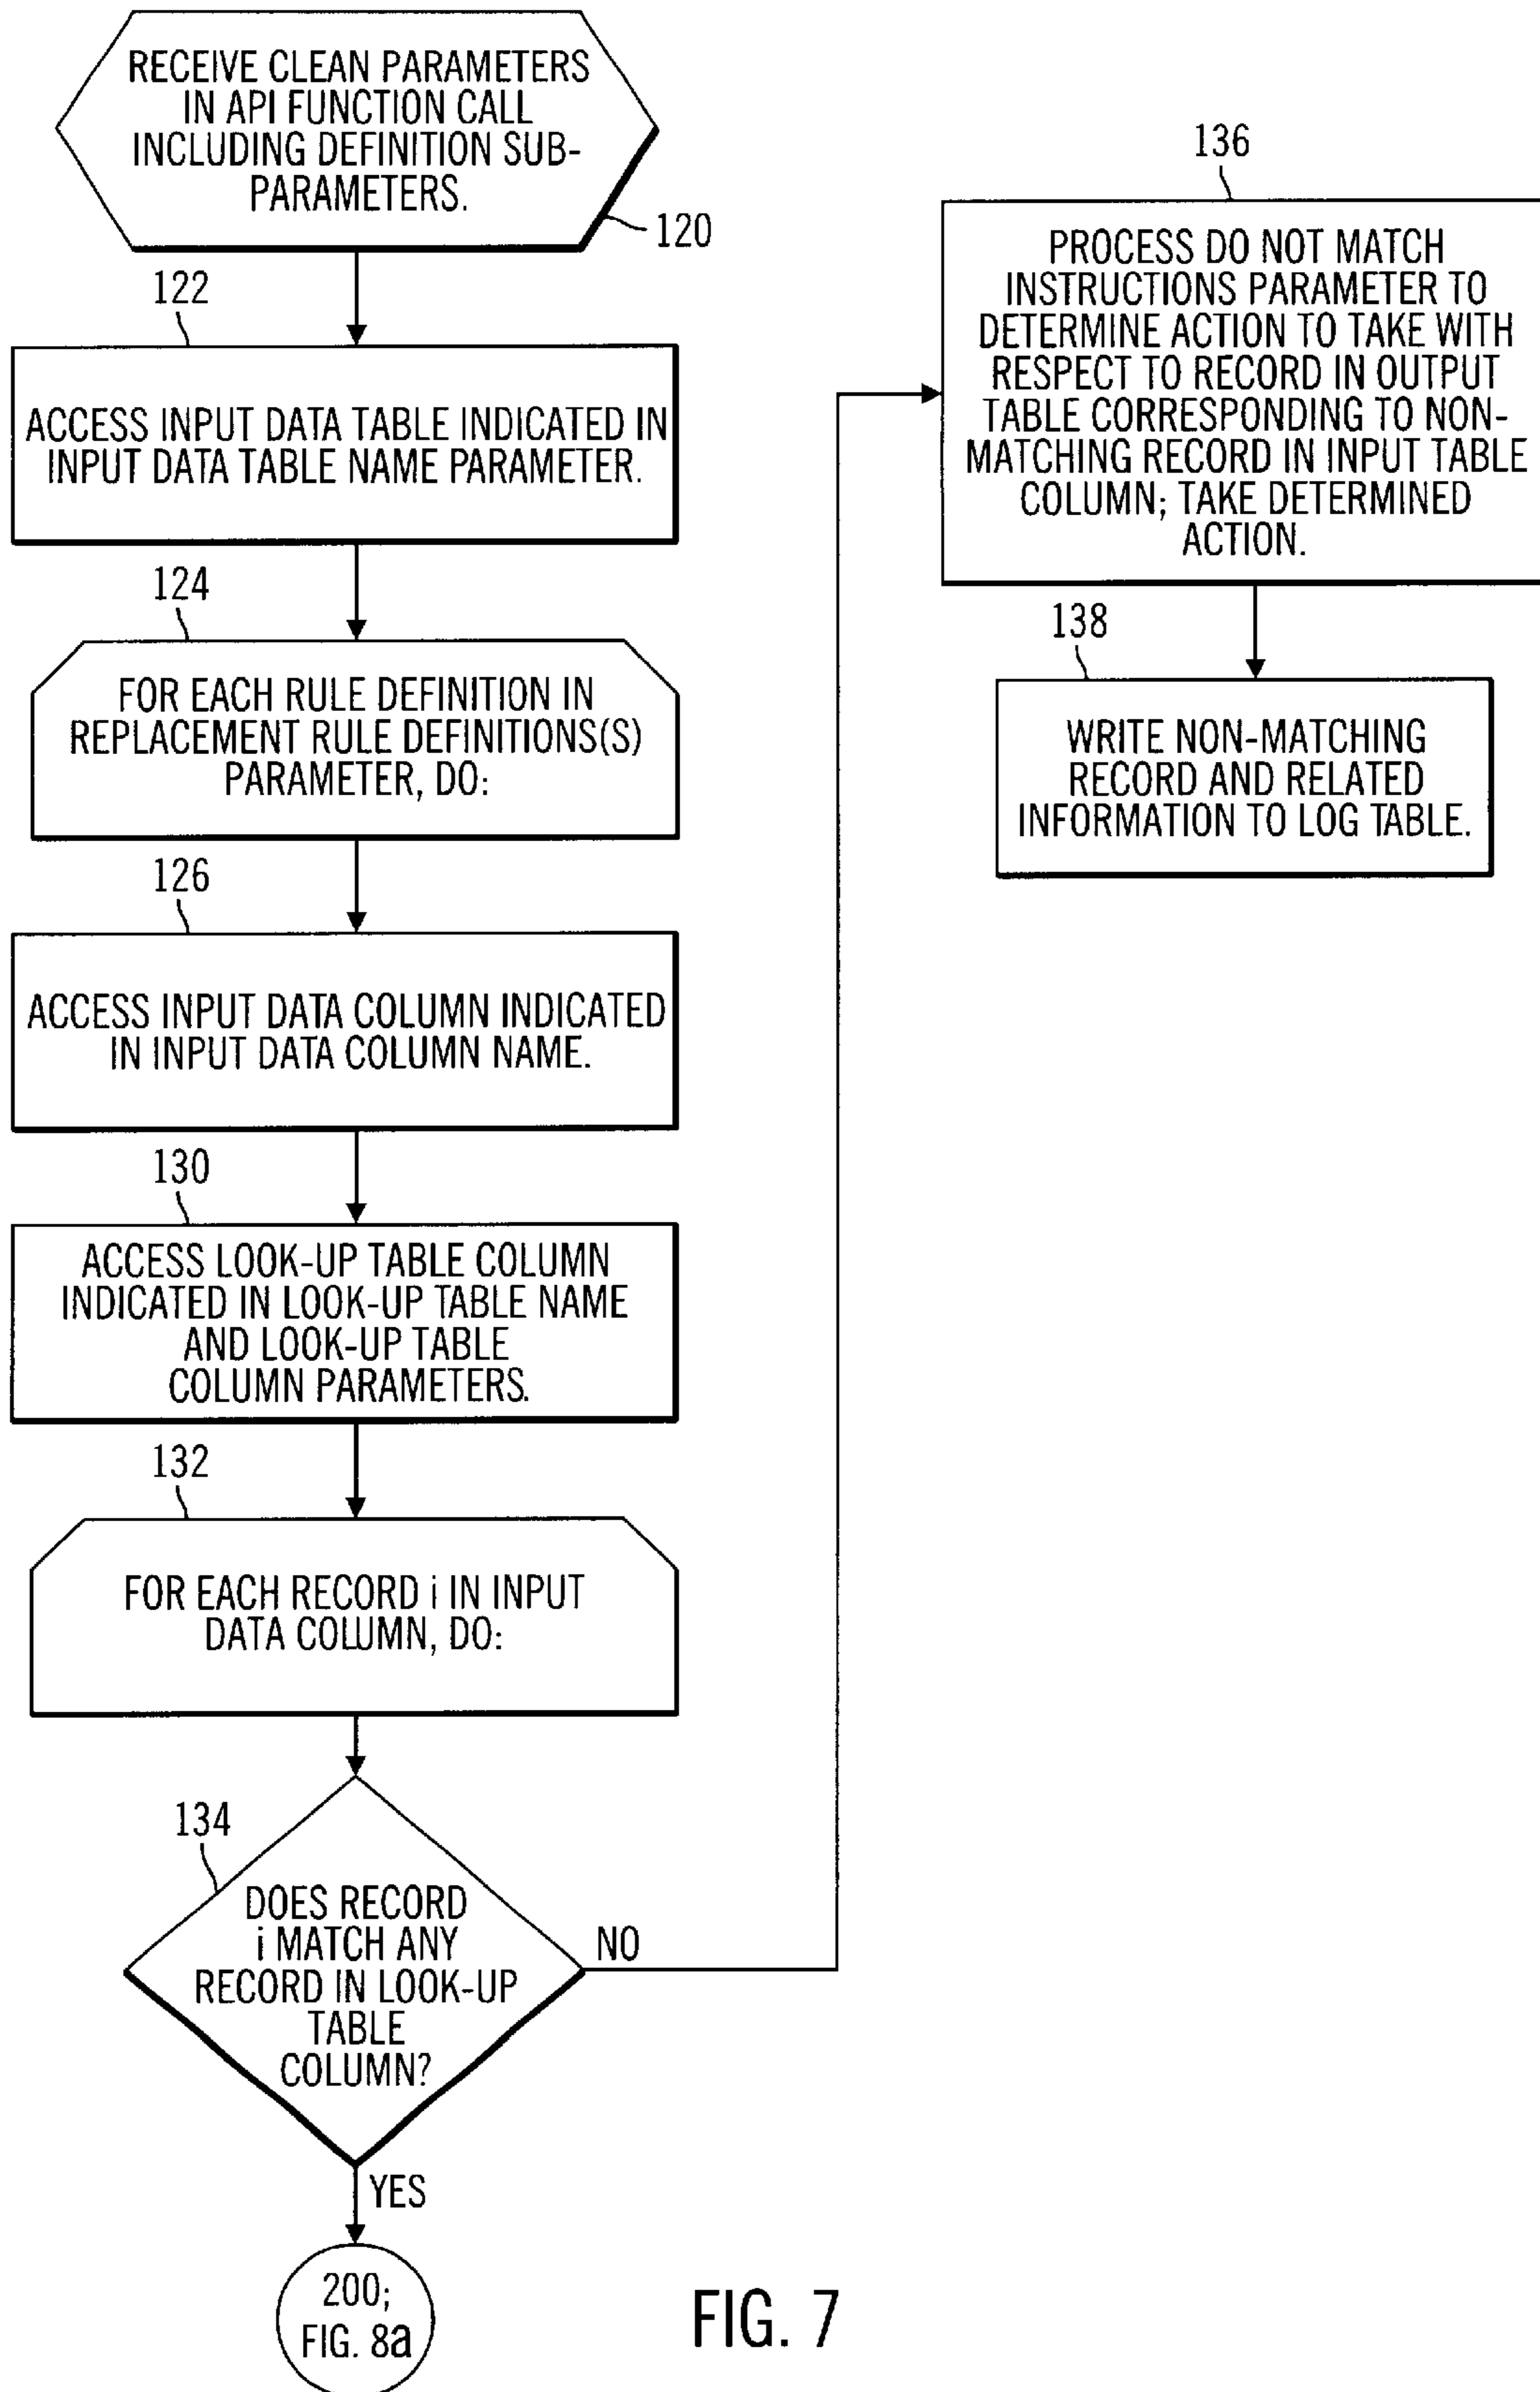 RECEIVE CLEAN PARAMETERS
IN API FUNCTION CALL
INCLUDING DEFINITION SUB-
PARAMETERS.
120
122
ACCESS INPUT DATA TABLE INDICATED IN
INPUT DATA TABLE NAME PARAMETER.
124
FOR EACH RULE DEFINITION IN
REPLACEMENT RULE DEFINITIONS(S)
PARAMETER, DO:
126
ACCESS INPUT DATA COLUMN INDICATED
IN INPUT DATA COLUMN NAME.
130
ACCESS LOOK-UP TABLE COLUMN
INDICATED IN LOOK-UP TABLE NAME
AND LOOK-UP TABLE
COLUMN PARAMETERS.
132
FOR EACH RECORD i IN INPUT
DATA COLUMN, DO:
134
DOES RECORD
i MATCH ANY
RECORD IN LOOK-UP
TABLE
COLUMN?
NO
YES
200;
FIG. 8a
136
PROCESS DO NOT MATCH
INSTRUCTIONS PARAMETER TO
DETERMINE ACTION TO TAKE WITH
RESPECT TO RECORD IN OUTPUT
TABLE CORRESPONDING TO NON-
MATCHING RECORD IN INPUT TABLE
COLUMN; TAKE DETERMINED
ACTION.
138
WRITE NON-MATCHING
RECORD AND RELATED
INFORMATION TO LOG TABLE.
FIG. 7